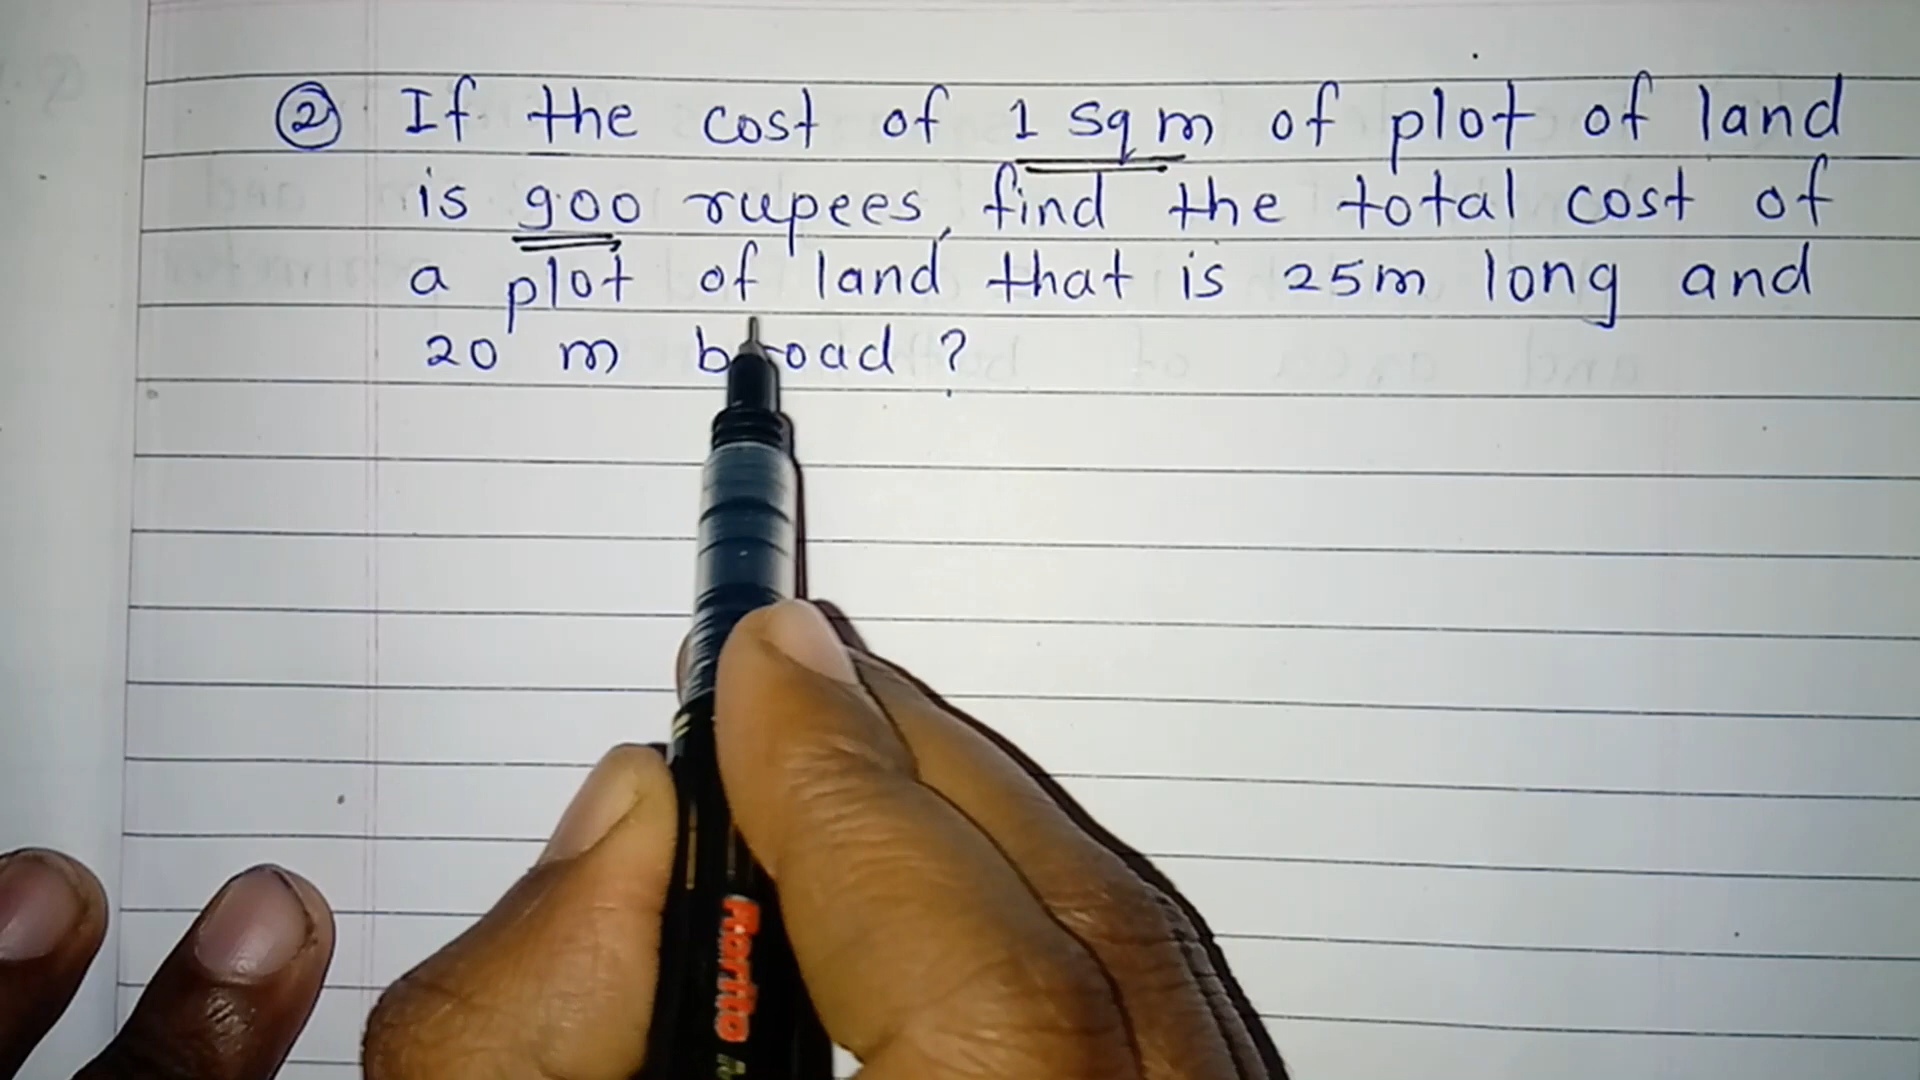 ② If the cost of 1 sq m of plot of land
is 900 rupees, find the total cost of
a plot of land that is 25m long and
20 m broad ?
Rorito